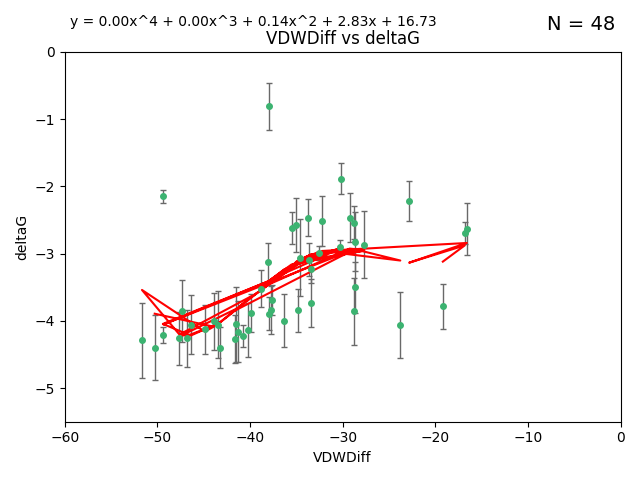 y = 0.00x^4 + 0.00x^3 + 0.14x^2 + 2.83x + 16.73
N = 48
VDWDiff vs deltaG
0
−1
−2
−3
−4
−5
deltaG
−60 −50 −40 −30 −20 −10 0
VDWDiff